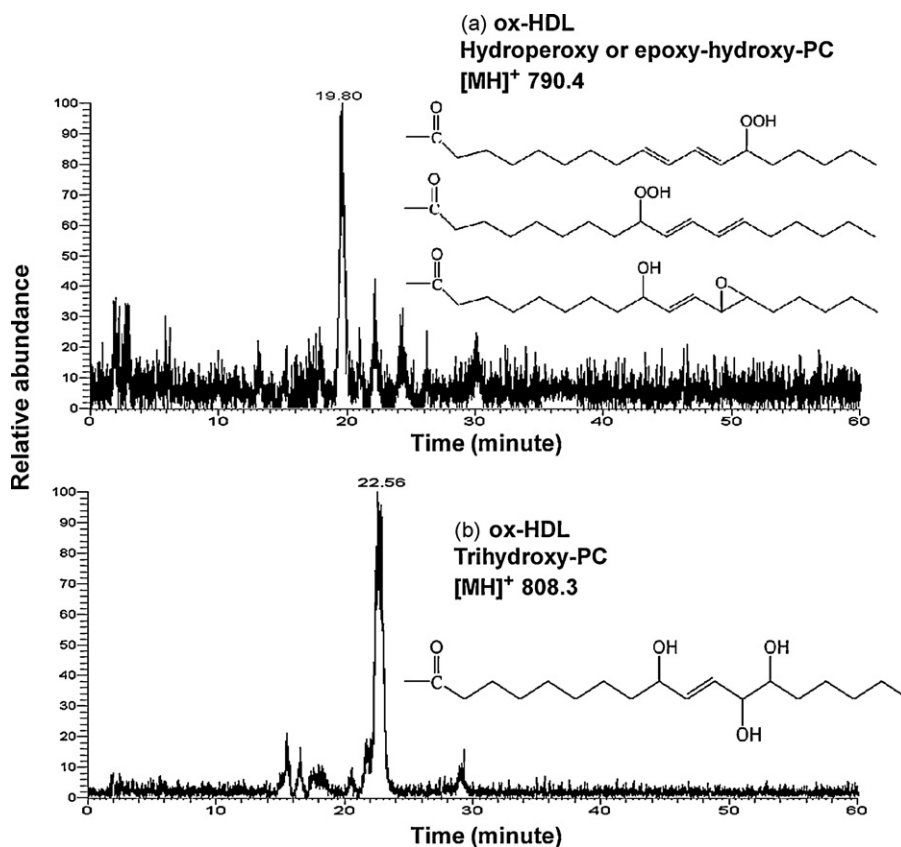 (a) ox-HDL
Hydroperoxy or epoxy-hydroxy-PC
[MH]⁺ 790.4
19.80
100
90
80
70
60
50
40
30
20
10
0
0 10 20 30 40 50 60
Time (minute)
O
C
OOH
O
C
OOH
O
C
OH
O
Relative abundance
22.56
100
90
80
70
60
50
40
30
20
10
0
0 10 20 30 40 50 60
Time (minute)
(b) ox-HDL
Trihydroxy-PC
[MH]⁺ 808.3
O
C
OH OH
OH